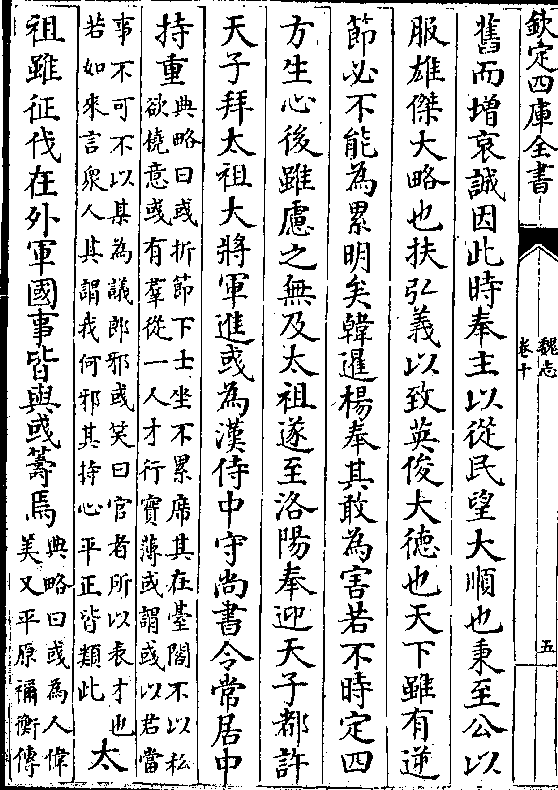 欽定四庫全書
魏志
卷十
五
舊而增哀誠因此時奉主以從民望大順也秉至公以
服雄傑大略也扶弘義以致英俊大德也天下雖有逆
節必不能為累明矣韓暹楊奉其敢為害若不時定四
方生心後雖慮之無及太祖遂至洛陽奉迎天子都許
天子拜太祖大將軍進彧為漢侍中守尚書令常居中
持重
典略曰彧折節下士坐不累席其在臺閣不以私
欲撓意彧有羣從一人才行實薄或謂彧以君當
事不可不以某為議郎邪彧笑曰官者所以表才也
若如來言衆人其謂我何邪其持心平正皆類此
太
祖雖征伐在外軍國事皆與彧籌焉
典略曰彧為人偉
美又平原禰衡傳